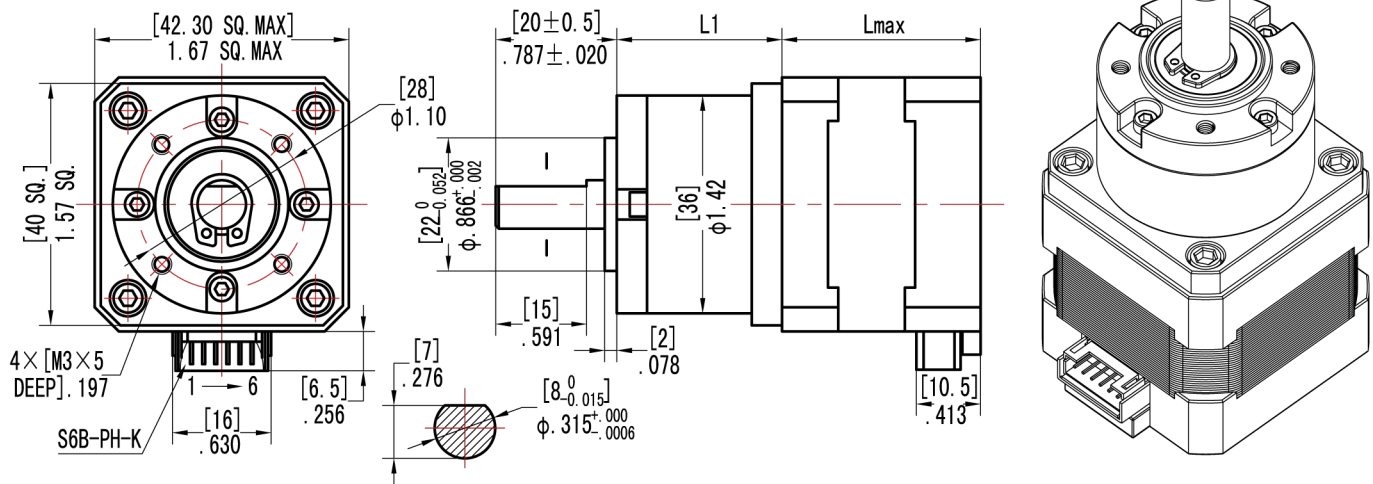 [42.30 SQ.MAX]
1.67 SQ.MAX
[20±0.5]
.787±.020
L1
Lmax
[28]
φ1.10
[40 SQ.]
1.57 SQ.
[22 0 -0.052]
φ.866 +.000 -.002
[36]
φ1.42
[15]
.591
[2]
.078
4×[M3×5
DEEP].197
1 → 6
[6.5]
.256
[7]
.276
[8 0 -0.015]
φ.315 +.000 -.0006
[10.5]
.413
[16]
.630
S6B-PH-K